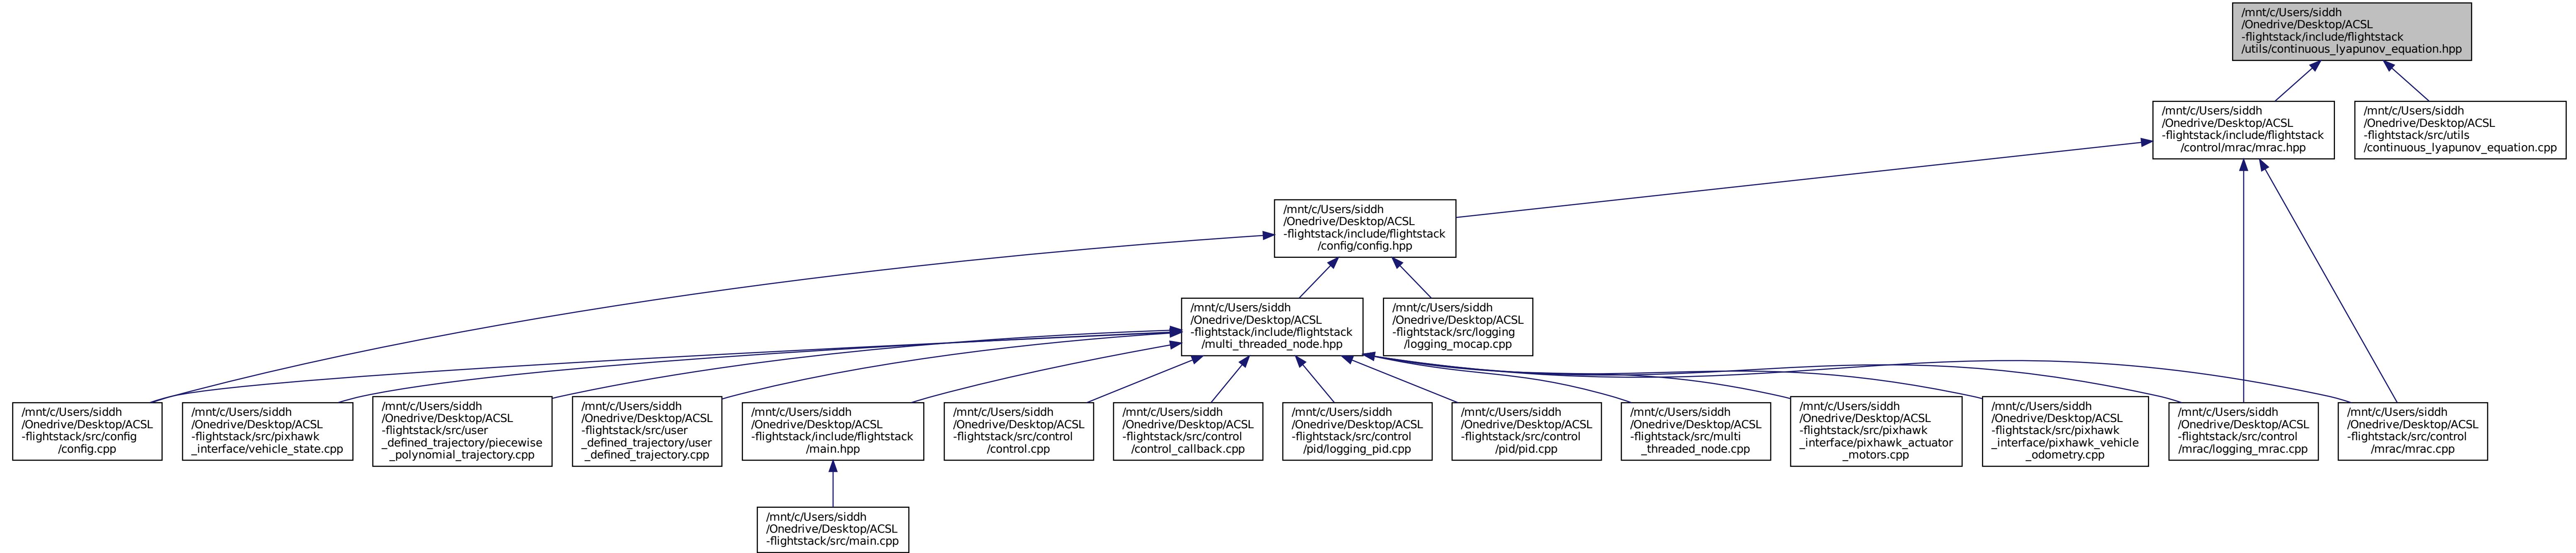 /mnt/c/Users/siddh
/Onedrive/Desktop/ACSL
-flightstack/include/flightstack
/utils/continuous_lyapunov_equation.hpp
/mnt/c/Users/siddh
/Onedrive/Desktop/ACSL
-flightstack/include/flightstack
/control/mrac/mrac.hpp
/mnt/c/Users/siddh
/Onedrive/Desktop/ACSL
-flightstack/src/utils
/continuous_lyapunov_equation.cpp
/mnt/c/Users/siddh
/Onedrive/Desktop/ACSL
-flightstack/include/flightstack
/config/config.hpp
/mnt/c/Users/siddh
/Onedrive/Desktop/ACSL
-flightstack/include/flightstack
/multi_threaded_node.hpp
/mnt/c/Users/siddh
/Onedrive/Desktop/ACSL
-flightstack/src/logging
/logging_mocap.cpp
/mnt/c/Users/siddh
/Onedrive/Desktop/ACSL
-flightstack/src/config
/config.cpp
/mnt/c/Users/siddh
/Onedrive/Desktop/ACSL
-flightstack/src/pixhawk
_interface/vehicle_state.cpp
/mnt/c/Users/siddh
/Onedrive/Desktop/ACSL
-flightstack/src/user
_defined_trajectory/piecewise
_polynomial_trajectory.cpp
/mnt/c/Users/siddh
/Onedrive/Desktop/ACSL
-flightstack/src/user
_defined_trajectory/user
_defined_trajectory.cpp
/mnt/c/Users/siddh
/Onedrive/Desktop/ACSL
-flightstack/include/flightstack
/main.hpp
/mnt/c/Users/siddh
/Onedrive/Desktop/ACSL
-flightstack/src/control
/control.cpp
/mnt/c/Users/siddh
/Onedrive/Desktop/ACSL
-flightstack/src/control
/control_callback.cpp
/mnt/c/Users/siddh
/Onedrive/Desktop/ACSL
-flightstack/src/control
/pid/logging_pid.cpp
/mnt/c/Users/siddh
/Onedrive/Desktop/ACSL
-flightstack/src/control
/pid/pid.cpp
/mnt/c/Users/siddh
/Onedrive/Desktop/ACSL
-flightstack/src/multi
_threaded_node.cpp
/mnt/c/Users/siddh
/Onedrive/Desktop/ACSL
-flightstack/src/pixhawk
_interface/pixhawk_actuator
_motors.cpp
/mnt/c/Users/siddh
/Onedrive/Desktop/ACSL
-flightstack/src/pixhawk
_interface/pixhawk_vehicle
_odometry.cpp
/mnt/c/Users/siddh
/Onedrive/Desktop/ACSL
-flightstack/src/control
/mrac/logging_mrac.cpp
/mnt/c/Users/siddh
/Onedrive/Desktop/ACSL
-flightstack/src/control
/mrac/mrac.cpp
/mnt/c/Users/siddh
/Onedrive/Desktop/ACSL
-flightstack/src/main.cpp